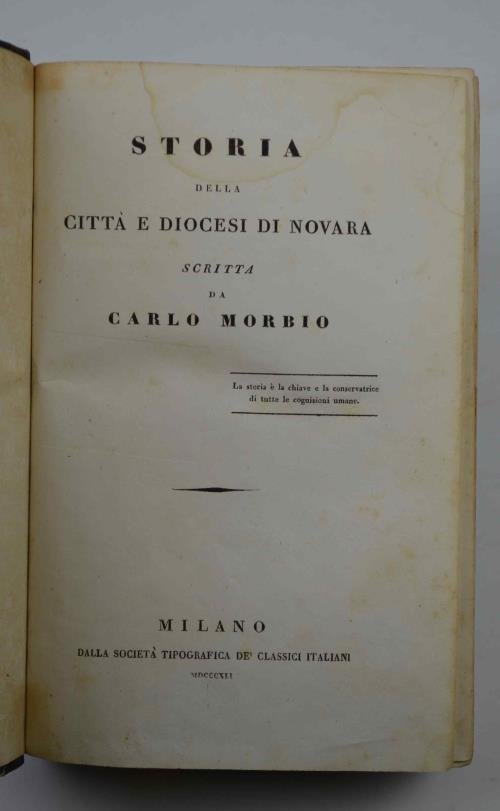 STORIA
DELLA
CITTÀ E DIOCESI DI NOVARA
SCRITTA
DA
CARLO MORBIO
La storia è la chiave e la conservatrice
di tutte le cognisioni umane.
MILANO
DALLA SOCIETÀ TIPOGRAFICA DE' CLASSICI ITALIANI
MDCCCXLI